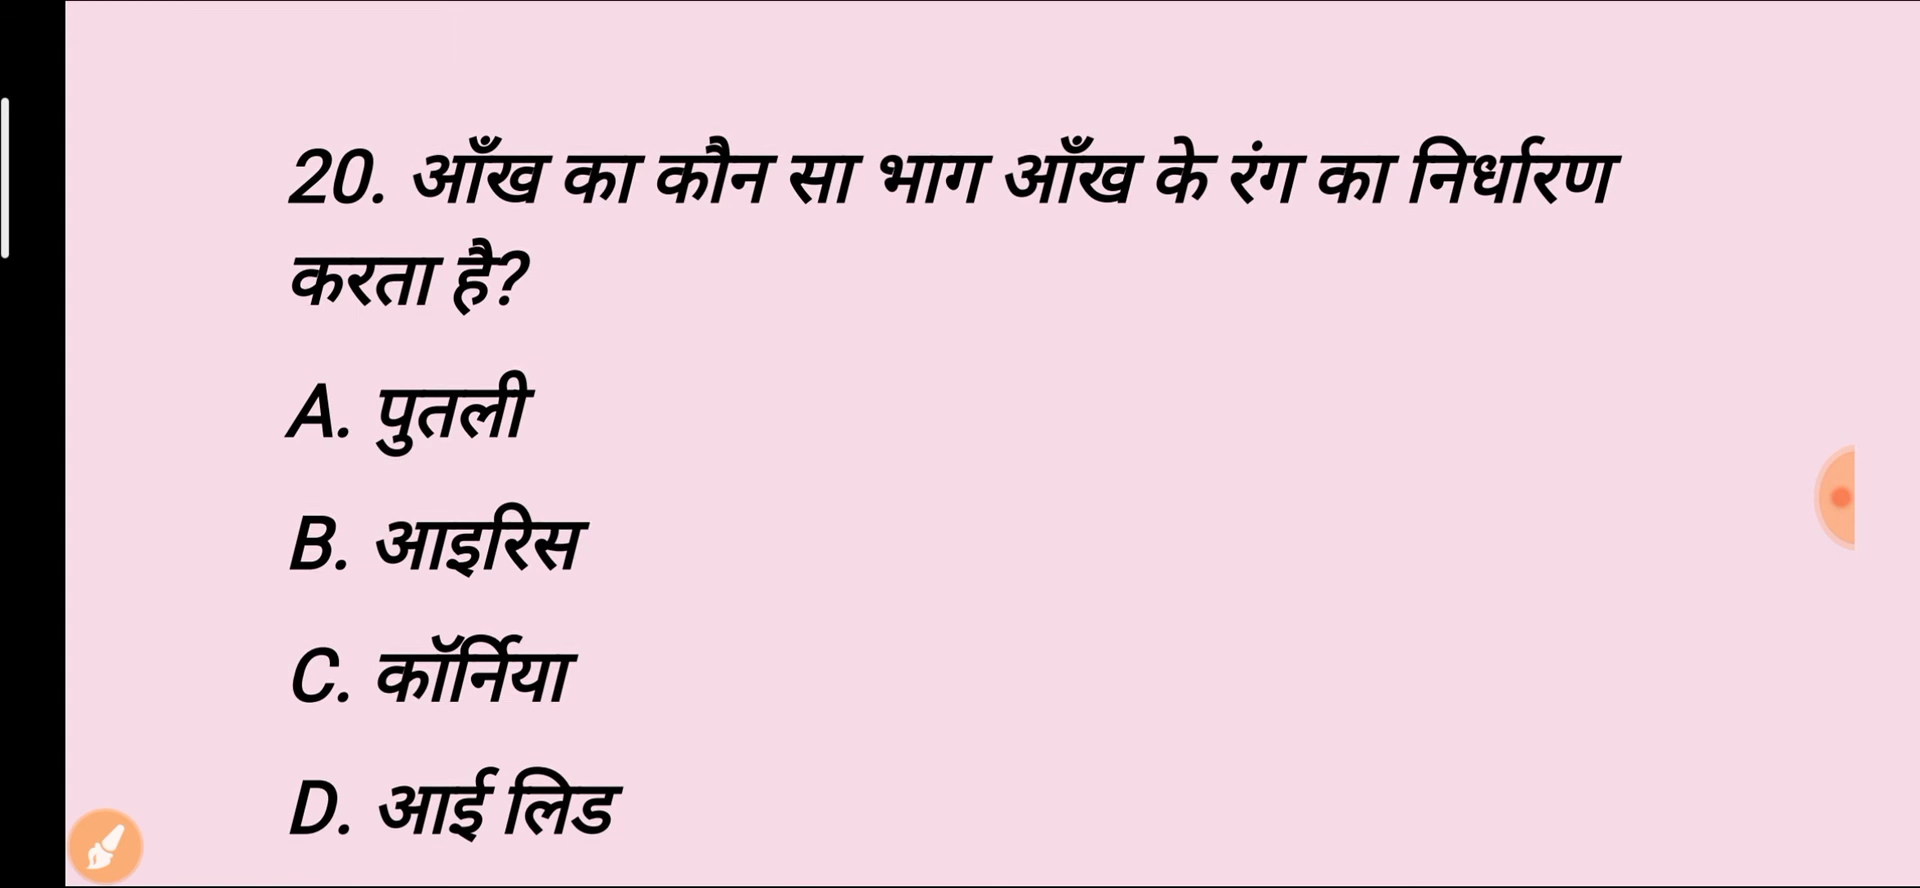 20. आँख का कौन सा भाग आँख के रंग का निर्धारण
करता है?
A. पुतली
B. आइरिस
C. कॉर्निया
D. आई लिड